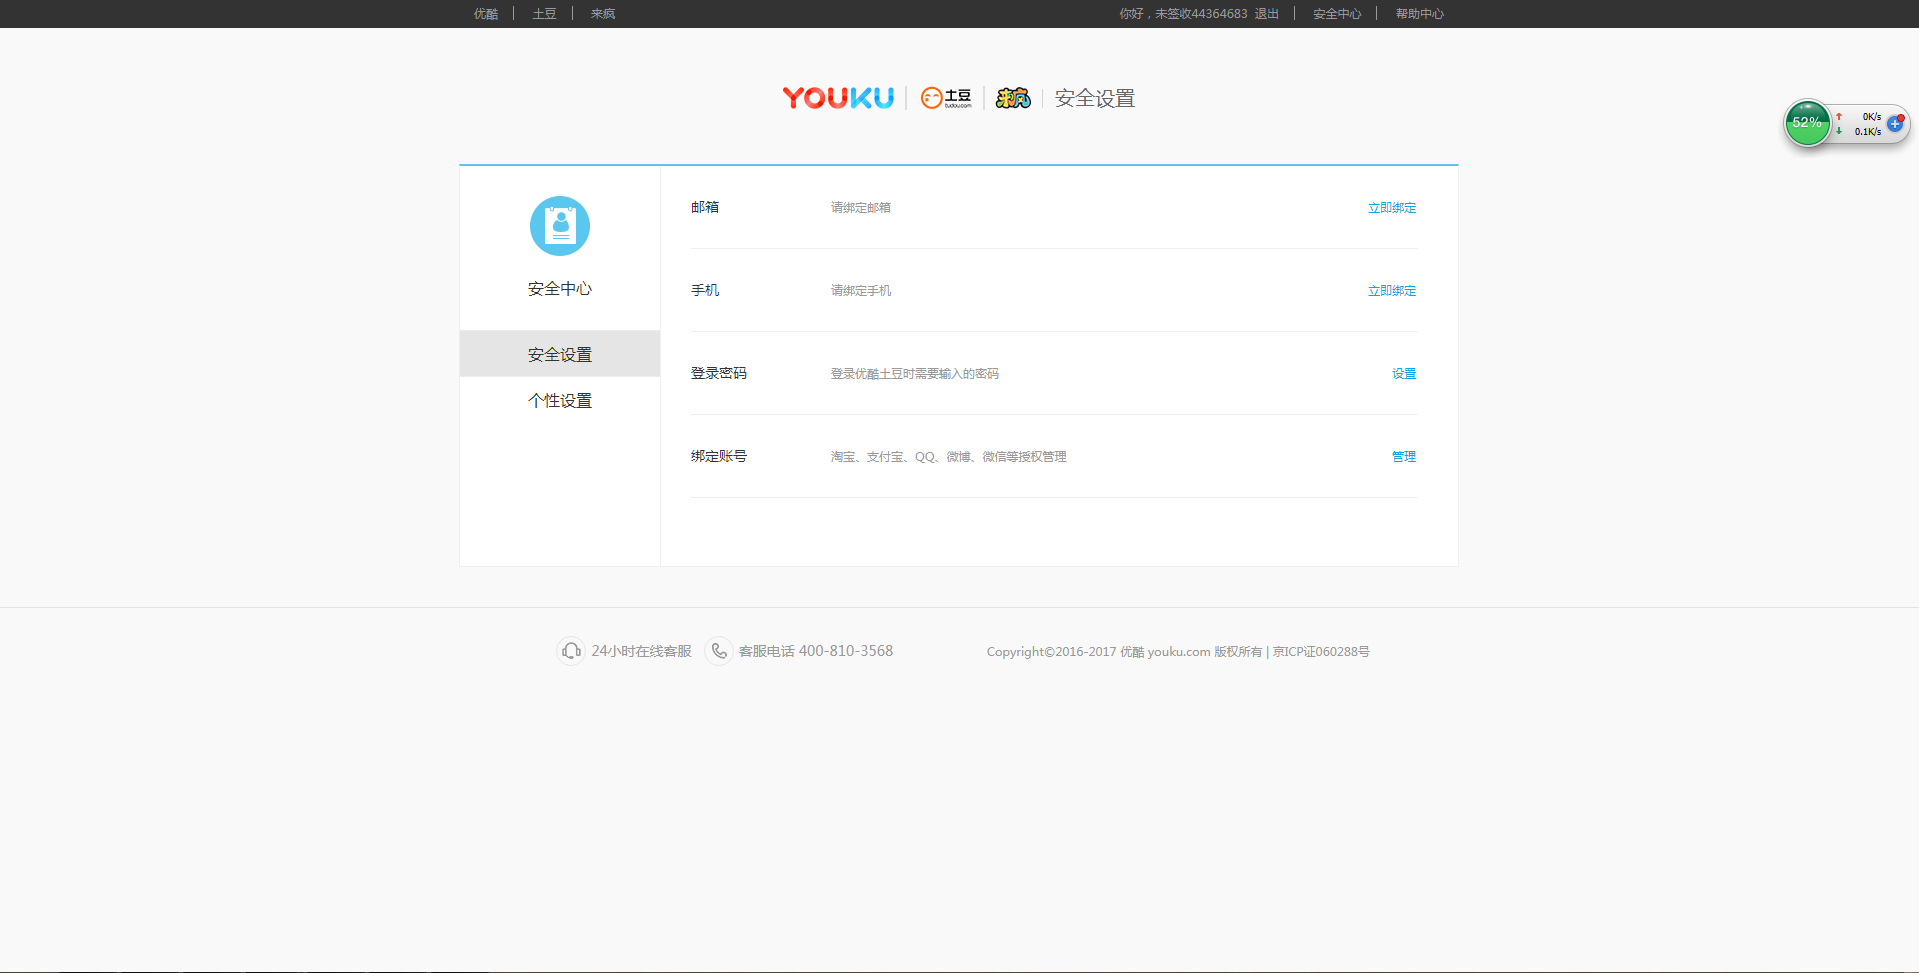 优酷 土豆 来疯 你好，未签收44364683 退出 安全中心 帮助中心
YOUKU 土豆 tudou.com 来疯 安全设置
52% 0K/s
0.1K/s
安全中心
安全设置
个性设置
邮箱 请绑定邮箱 立即绑定
手机 请绑定手机 立即绑定
登录密码 登录优酷土豆时需要输入的密码 设置
绑定账号 淘宝、支付宝、QQ、微博、微信等授权管理 管理
24小时在线客服 客服电话 400-810-3568 Copyright©2016-2017 优酷 youku.com 版权所有 | 京ICP证060288号